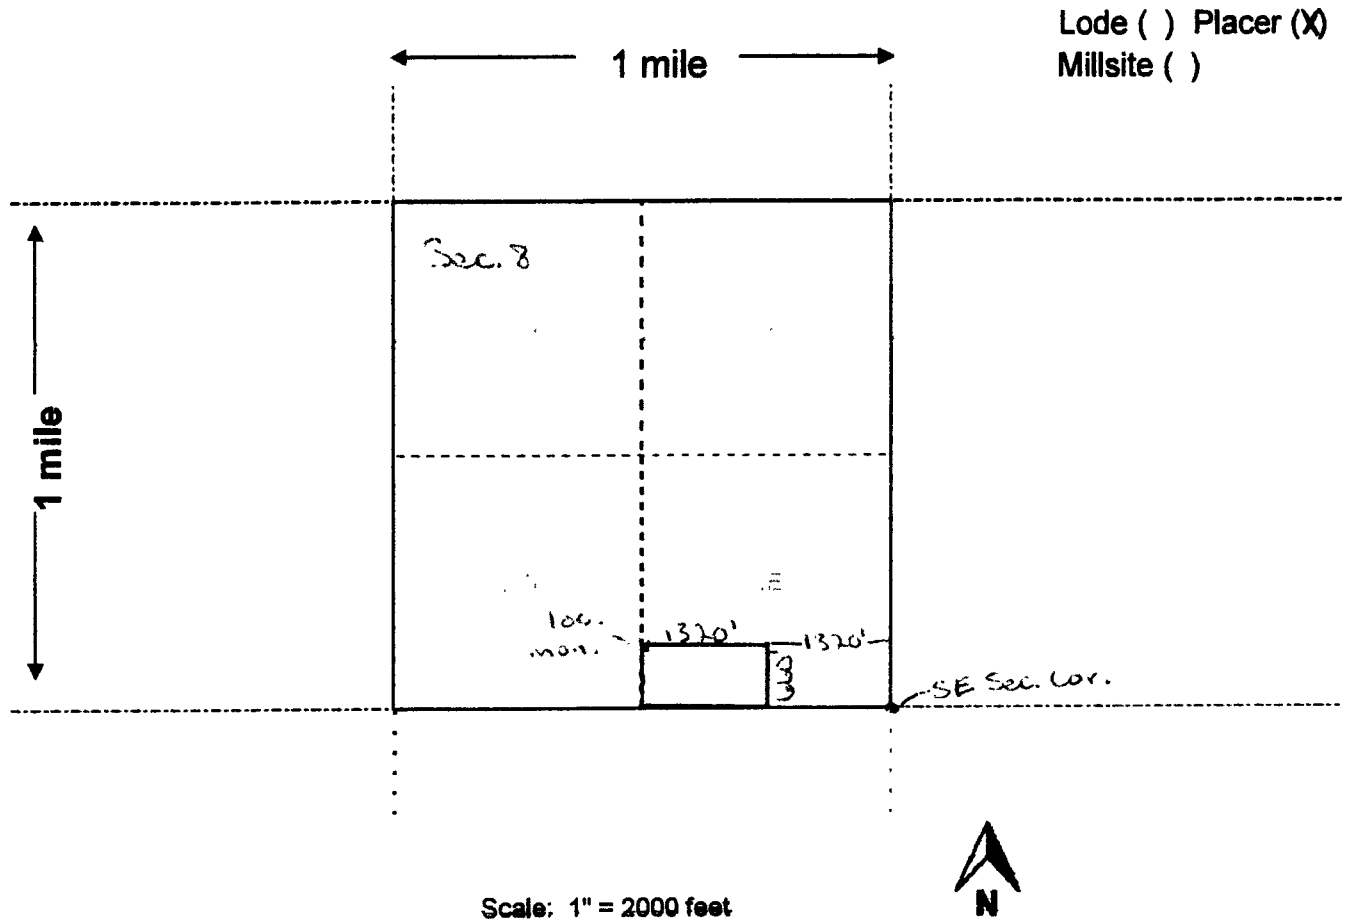 Lode ( ) Placer (X)
Millsite ( )
1 mile
Sec. 8
1 mile
loc.
mon.
1320'
1320'
SE Sec. Cor.
Scale: 1" = 2000 feet
N